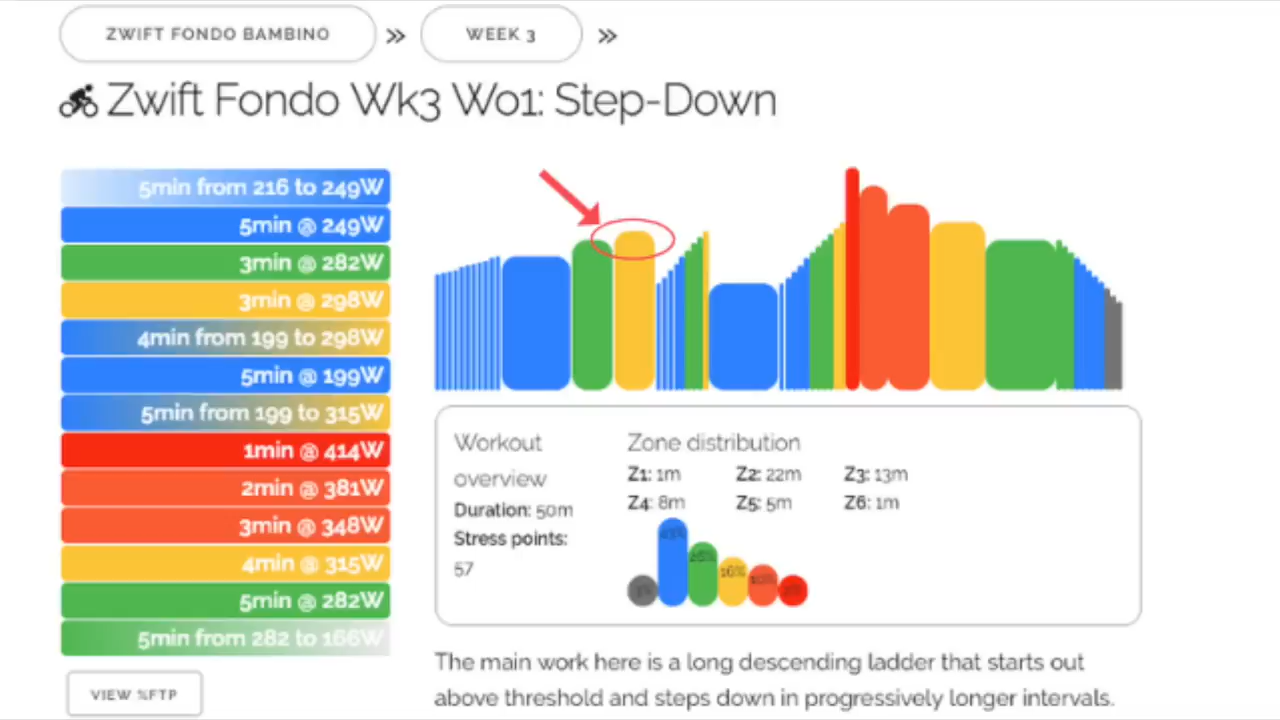 ZWIFT FONDO BAMBINO » WEEK 3 »
Zwift Fondo Wk3 Wo1: Step-Down
5min from 216 to 249W
5min @ 249W
3min @ 282W
3min @ 298W
4min from 199 to 298W
5min @ 199W
5min from 199 to 315W
1min @ 414W
2min @ 381W
3min @ 348W
4min @ 315W
5min @ 282W
5min from 282 to 166W
VIEW %FTP
Workout
overview
Duration: 50m
Stress points:
57
Zone distribution
Z1: 1m Z2: 22m Z3: 13m
Z4: 8m Z5: 5m Z6: 1m
16%
The main work here is a long descending ladder that starts out
above threshold and steps down in progressively longer intervals.